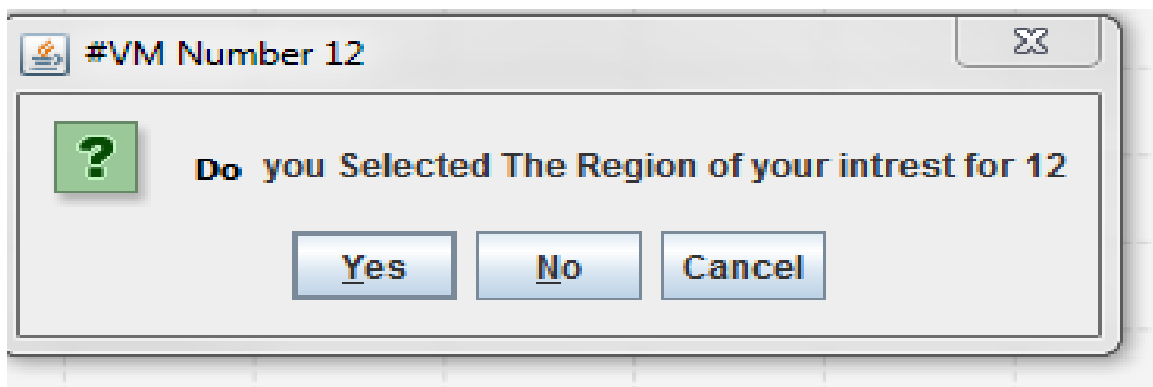 #VM Number 12
Do you Selected The Region of your intrest for 12
Yes No Cancel